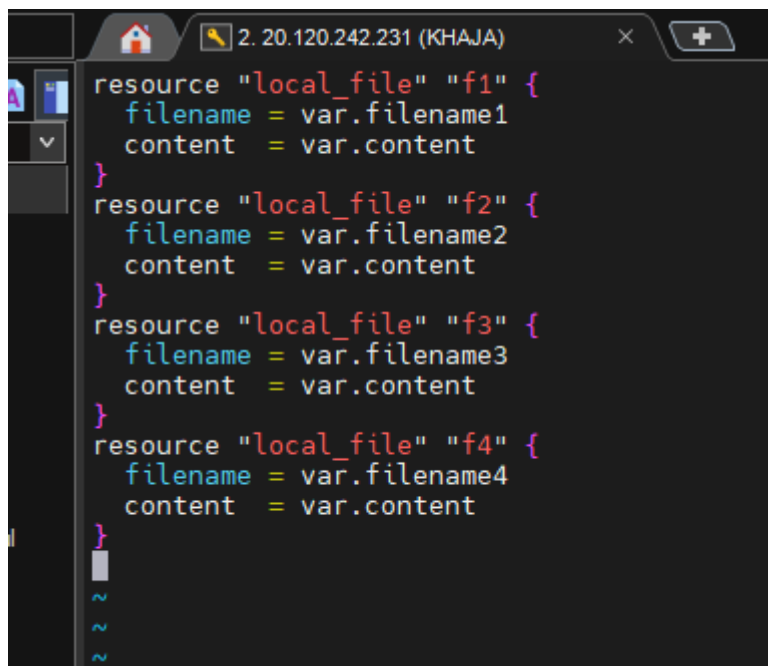 2. 20.120.242.231 (KHAJA)
resource "local_file" "f1" {
  filename = var.filename1
  content  = var.content
}
resource "local_file" "f2" {
  filename = var.filename2
  content  = var.content
}
resource "local_file" "f3" {
  filename = var.filename3
  content  = var.content
}
resource "local_file" "f4" {
  filename = var.filename4
  content  = var.content
}
~
~
~